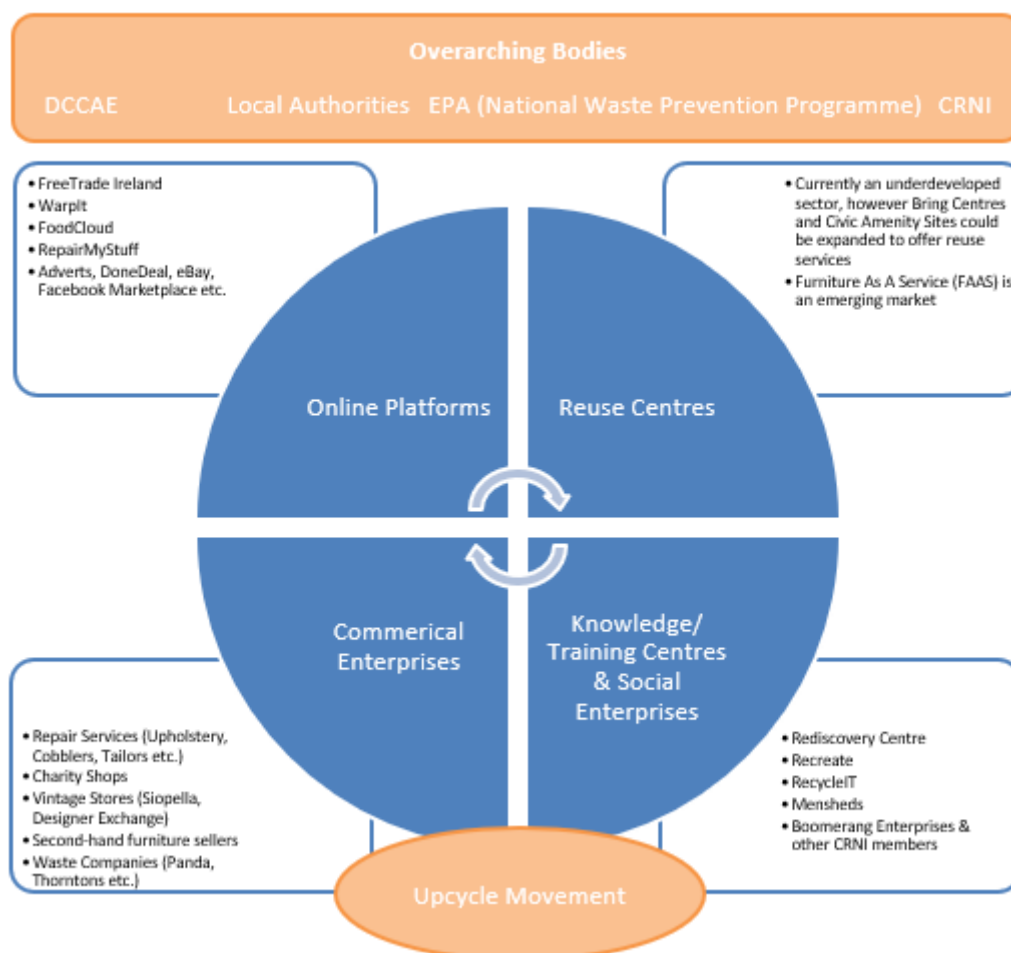 Overarching Bodies
DCCAE Local Authorities EPA (National Waste Prevention Programme) CRNI
• FreeTrade Ireland
• WarpIt
• FoodCloud
• RepairMyStuff
• Adverts, DoneDeal, eBay,
Facebook Marketplace etc.
• Currently an underdeveloped
sector, however Bring Centres
and Civic Amenity Sites could
be expanded to offer reuse
services
• Furniture As A Service (FAAS) is
an emerging market
Online Platforms
Reuse Centres
Commerical
Enterprises
Knowledge/
Training Centres
& Social
Enterprises
• Repair Services (Upholstery,
Cobblers, Tailors etc.)
• Charity Shops
• Vintage Stores (Siopella,
Designer Exchange)
• Second-hand furniture sellers
• Waste Companies (Panda,
Thorntons etc.)
• Rediscovery Centre
• Recreate
• RecycleIT
• Mensheds
• Boomerang Enterprises &
other CRNI members
Upcycle Movement